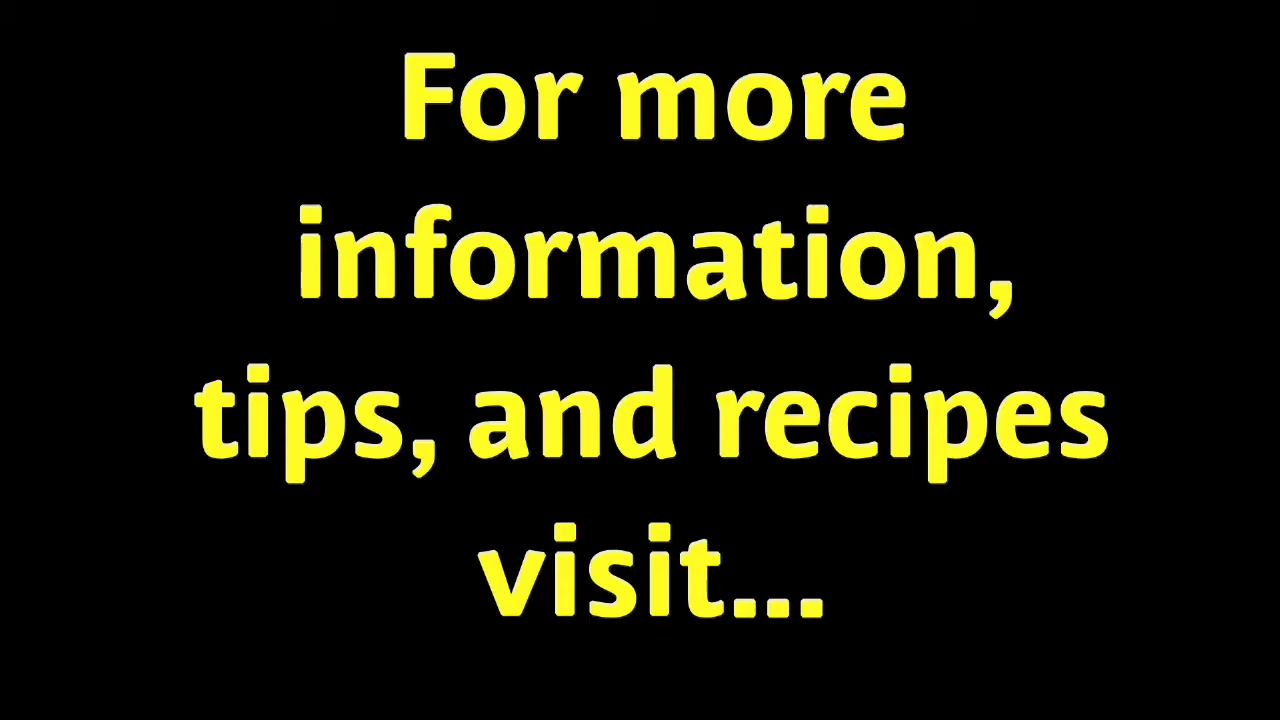 For more
information,
tips, and recipes
visit...